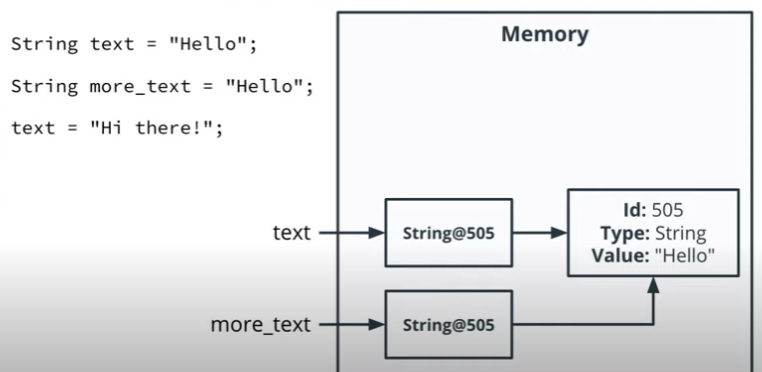 String text = "Hello";
String more_text = "Hello";
text = "Hi there!";
Memory
text
String@505
Id: 505
Type: String
Value: "Hello"
more_text
String@505